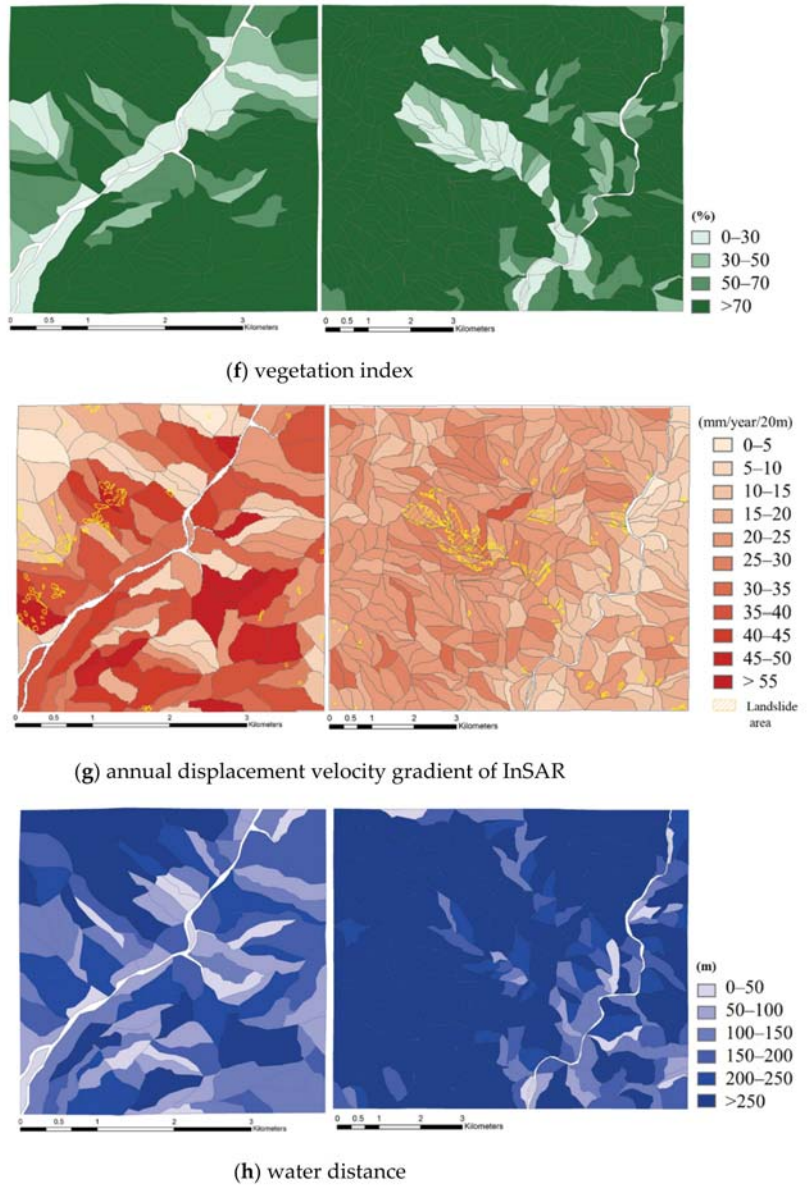 (%)
0–30
30–50
50–70
>70
0 0.5 1 2 3
Kilometers
0 0.5 1 2 3
Kilometers
(f) vegetation index
(mm/year/20m)
0–5
5–10
10–15
15–20
20–25
25–30
30–35
35–40
40–45
45–50
> 55
Landslide
area
0 0.5 1 2 3
Kilometers
0 0.5 1 2 3
Kilometers
(g) annual displacement velocity gradient of InSAR
(m)
0–50
50–100
100–150
150–200
200–250
>250
0 0.5 1 2 3
Kilometers
0 0.5 1 2 3
Kilometers
(h) water distance